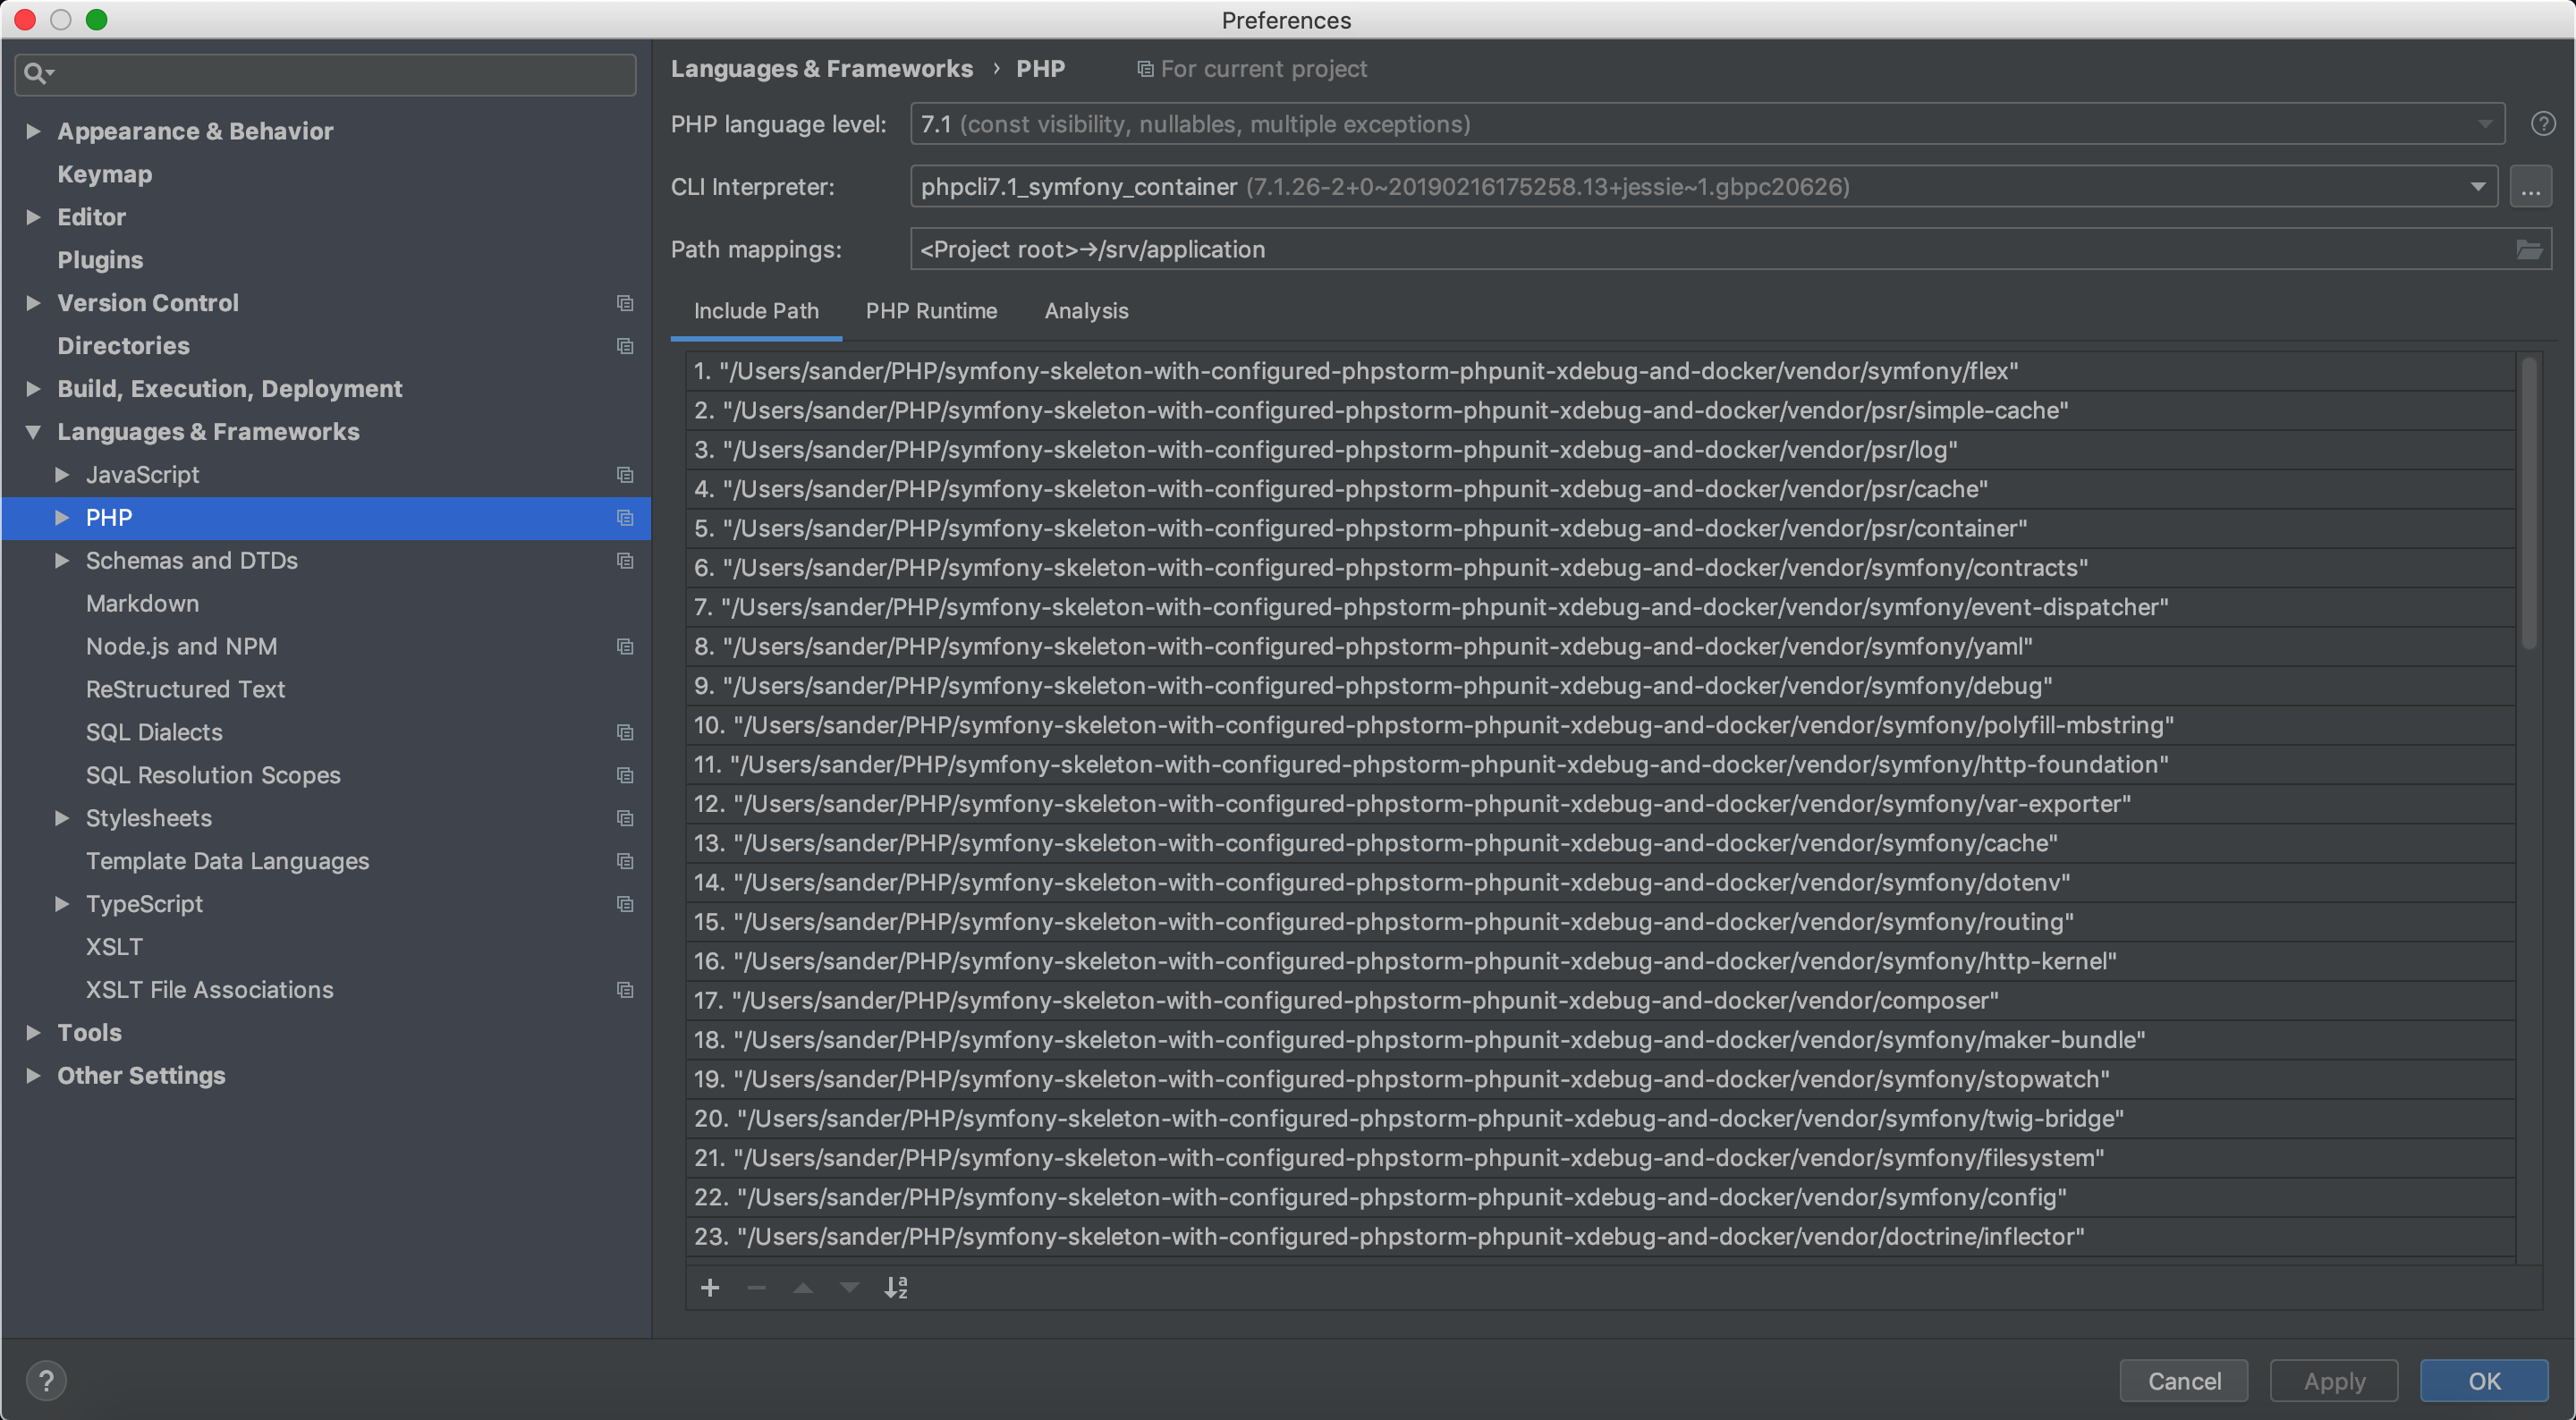 Preferences
Appearance & Behavior
Keymap
Editor
Plugins
Version Control
Directories
Build, Execution, Deployment
Languages & Frameworks
JavaScript
PHP
Schemas and DTDs
Markdown
Node.js and NPM
ReStructured Text
SQL Dialects
SQL Resolution Scopes
Stylesheets
Template Data Languages
TypeScript
XSLT
XSLT File Associations
Tools
Other Settings
Languages & Frameworks › PHP For current project
PHP language level: 7.1 (const visibility, nullables, multiple exceptions) ?
CLI Interpreter: phpcli7.1_symfony_container (7.1.26-2+0~20190216175258.13+jessie~1.gbpc20626) ...
Path mappings: <Project root>→/srv/application
Include Path PHP Runtime Analysis
1. "/Users/sander/PHP/symfony-skeleton-with-configured-phpstorm-phpunit-xdebug-and-docker/vendor/symfony/flex"
2. "/Users/sander/PHP/symfony-skeleton-with-configured-phpstorm-phpunit-xdebug-and-docker/vendor/psr/simple-cache"
3. "/Users/sander/PHP/symfony-skeleton-with-configured-phpstorm-phpunit-xdebug-and-docker/vendor/psr/log"
4. "/Users/sander/PHP/symfony-skeleton-with-configured-phpstorm-phpunit-xdebug-and-docker/vendor/psr/cache"
5. "/Users/sander/PHP/symfony-skeleton-with-configured-phpstorm-phpunit-xdebug-and-docker/vendor/psr/container"
6. "/Users/sander/PHP/symfony-skeleton-with-configured-phpstorm-phpunit-xdebug-and-docker/vendor/symfony/contracts"
7. "/Users/sander/PHP/symfony-skeleton-with-configured-phpstorm-phpunit-xdebug-and-docker/vendor/symfony/event-dispatcher"
8. "/Users/sander/PHP/symfony-skeleton-with-configured-phpstorm-phpunit-xdebug-and-docker/vendor/symfony/yaml"
9. "/Users/sander/PHP/symfony-skeleton-with-configured-phpstorm-phpunit-xdebug-and-docker/vendor/symfony/debug"
10. "/Users/sander/PHP/symfony-skeleton-with-configured-phpstorm-phpunit-xdebug-and-docker/vendor/symfony/polyfill-mbstring"
11. "/Users/sander/PHP/symfony-skeleton-with-configured-phpstorm-phpunit-xdebug-and-docker/vendor/symfony/http-foundation"
12. "/Users/sander/PHP/symfony-skeleton-with-configured-phpstorm-phpunit-xdebug-and-docker/vendor/symfony/var-exporter"
13. "/Users/sander/PHP/symfony-skeleton-with-configured-phpstorm-phpunit-xdebug-and-docker/vendor/symfony/cache"
14. "/Users/sander/PHP/symfony-skeleton-with-configured-phpstorm-phpunit-xdebug-and-docker/vendor/symfony/dotenv"
15. "/Users/sander/PHP/symfony-skeleton-with-configured-phpstorm-phpunit-xdebug-and-docker/vendor/symfony/routing"
16. "/Users/sander/PHP/symfony-skeleton-with-configured-phpstorm-phpunit-xdebug-and-docker/vendor/symfony/http-kernel"
17. "/Users/sander/PHP/symfony-skeleton-with-configured-phpstorm-phpunit-xdebug-and-docker/vendor/composer"
18. "/Users/sander/PHP/symfony-skeleton-with-configured-phpstorm-phpunit-xdebug-and-docker/vendor/symfony/maker-bundle"
19. "/Users/sander/PHP/symfony-skeleton-with-configured-phpstorm-phpunit-xdebug-and-docker/vendor/symfony/stopwatch"
20. "/Users/sander/PHP/symfony-skeleton-with-configured-phpstorm-phpunit-xdebug-and-docker/vendor/symfony/twig-bridge"
21. "/Users/sander/PHP/symfony-skeleton-with-configured-phpstorm-phpunit-xdebug-and-docker/vendor/symfony/filesystem"
22. "/Users/sander/PHP/symfony-skeleton-with-configured-phpstorm-phpunit-xdebug-and-docker/vendor/symfony/config"
23. "/Users/sander/PHP/symfony-skeleton-with-configured-phpstorm-phpunit-xdebug-and-docker/vendor/doctrine/inflector"
? Cancel Apply OK